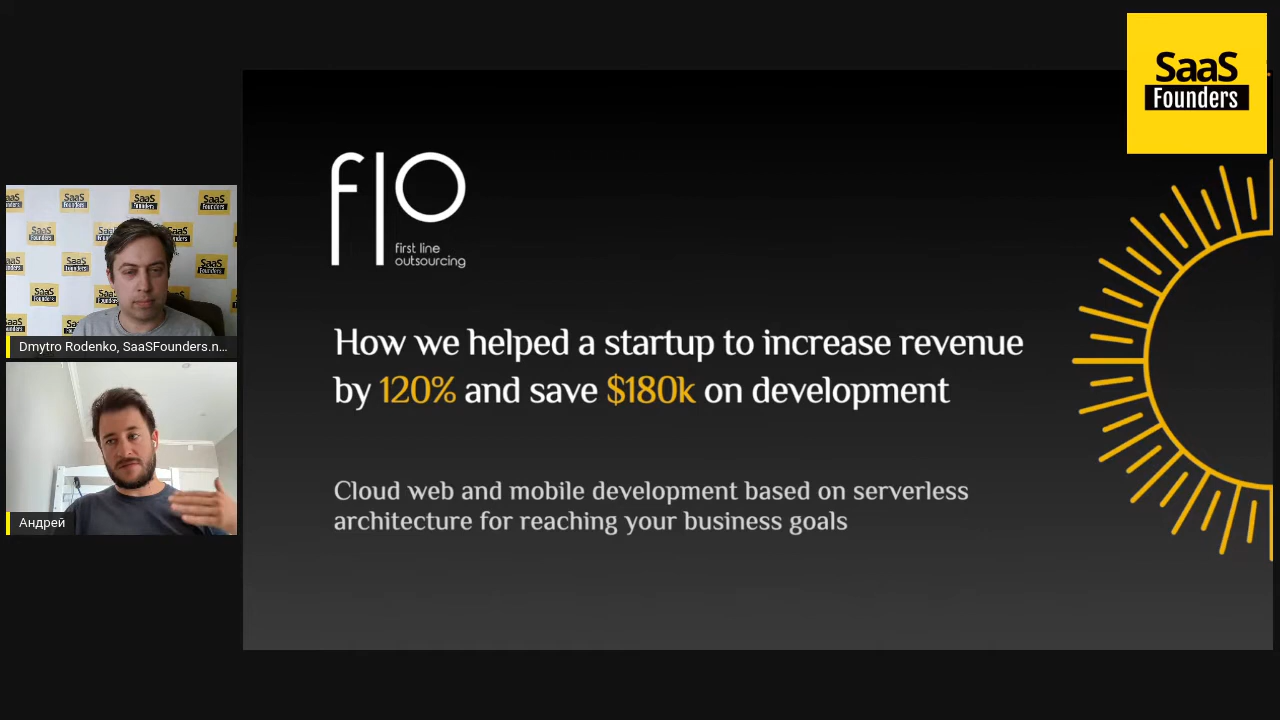 SaaS
Founders
flo
first line
outsourcing
How we helped a startup to increase revenue
by 120% and save $180k on development
Cloud web and mobile development based on serverless
architecture for reaching your business goals
Dmytro Rodenko, SaaSFounders.n...
Андрей